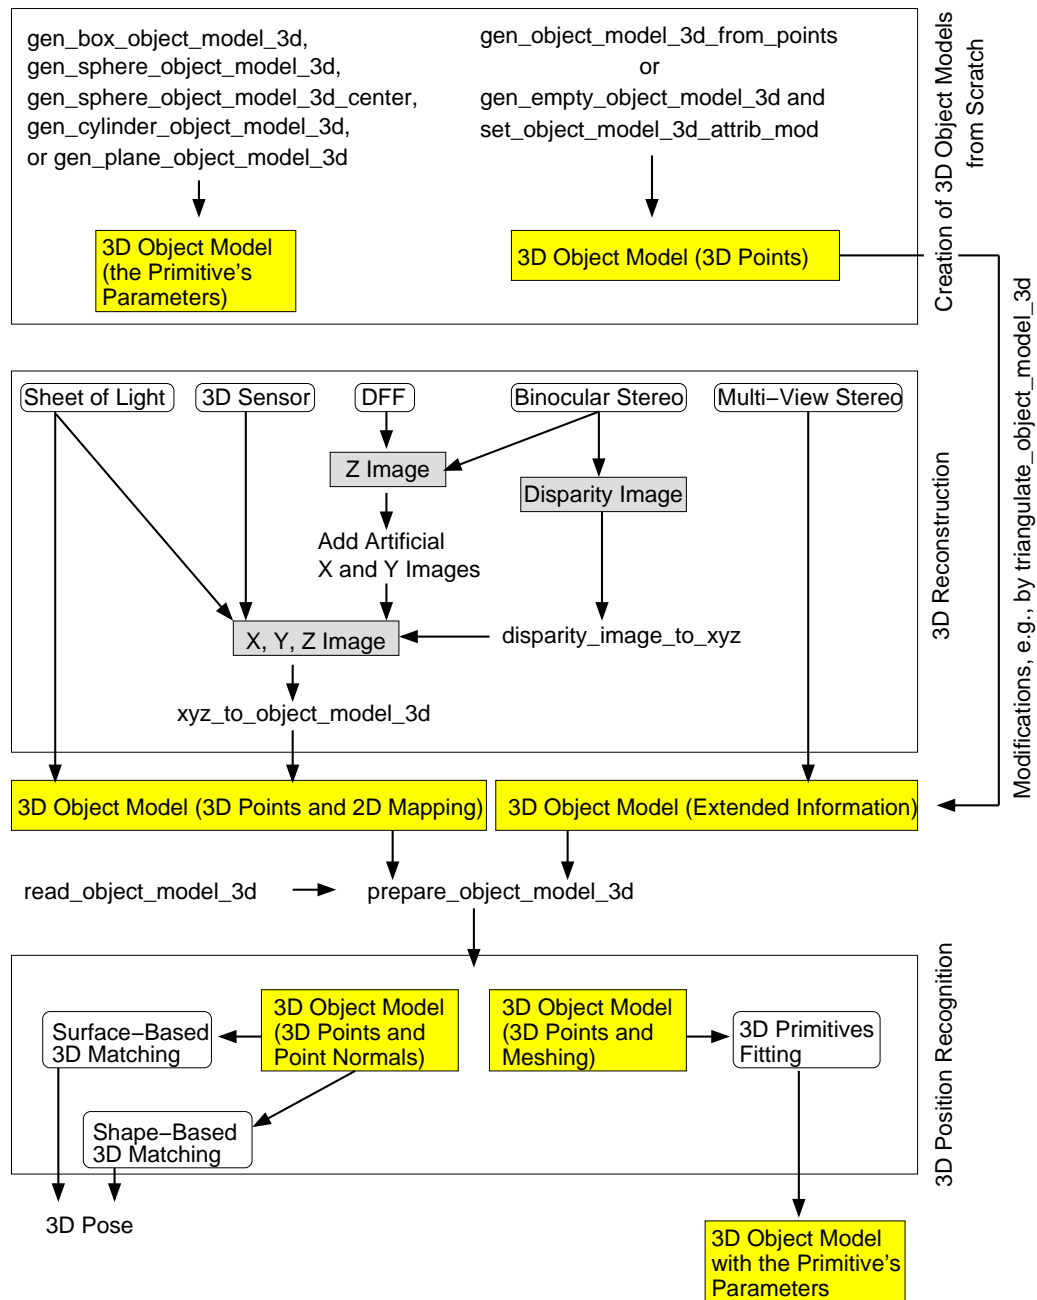 gen_box_object_model_3d,
gen_sphere_object_model_3d,
gen_sphere_object_model_3d_center,
gen_cylinder_object_model_3d,
or gen_plane_object_model_3d
gen_object_model_3d_from_points
or
gen_empty_object_model_3d and
set_object_model_3d_attrib_mod
3D Object Model
(the Primitive's
Parameters)
3D Object Model (3D Points)
Creation of 3D Object Models
from Scratch
Modifications, e.g., by triangulate_object_model_3d
Sheet of Light
3D Sensor
DFF
Binocular Stereo
Multi−View Stereo
Z Image
Disparity Image
Add Artificial
X and Y Images
X, Y, Z Image
disparity_image_to_xyz
xyz_to_object_model_3d
3D Reconstruction
3D Object Model (3D Points and 2D Mapping)
3D Object Model (Extended Information)
read_object_model_3d
prepare_object_model_3d
Surface−Based
3D Matching
3D Object Model
(3D Points and
Point Normals)
3D Object Model
(3D Points and
Meshing)
3D Primitives
Fitting
Shape−Based
3D Matching
3D Position Recognition
3D Pose
3D Object Model
with the Primitive's
Parameters